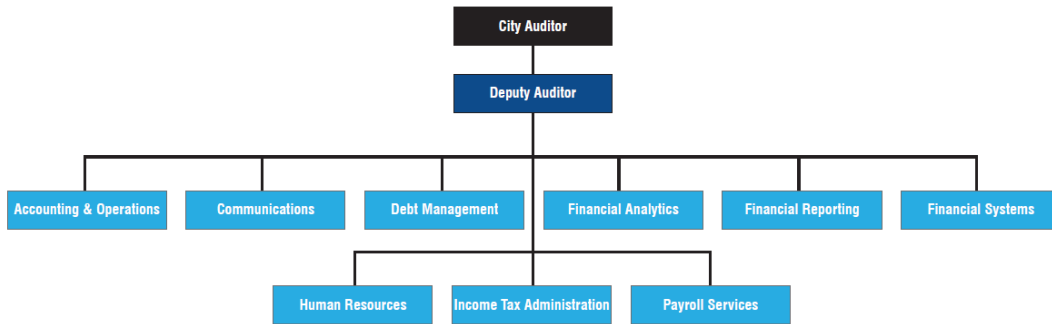 City Auditor
Deputy Auditor
Accounting & Operations
Communications
Debt Management
Financial Analytics
Financial Reporting
Financial Systems
Human Resources
Income Tax Administration
Payroll Services